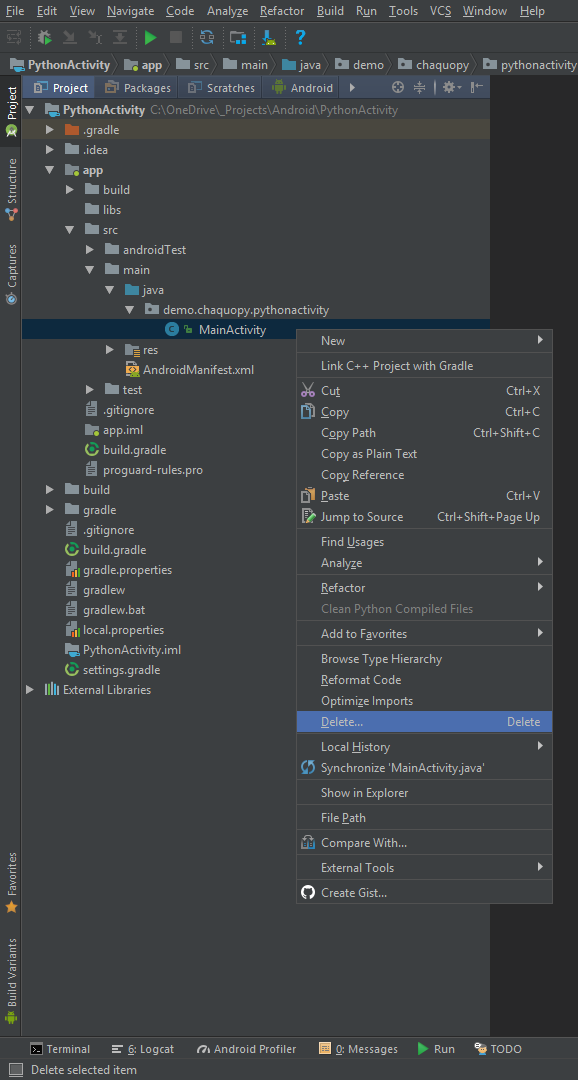 File Edit View Navigate Code Analyze Refactor Build Run Tools VCS Window Help
PythonActivity app src main java demo chaquopy pythonactivity
Project Packages Scratches Android
Project
Structure
Captures
Favorites
Build Variants
PythonActivity C:\OneDrive\_Projects\Android\PythonActivity
.gradle
.idea
app
build
libs
src
androidTest
main
java
demo.chaquopy.pythonactivity
C MainActivity
res
AndroidManifest.xml
test
.gitignore
app.iml
build.gradle
proguard-rules.pro
build
gradle
.gitignore
build.gradle
gradle.properties
gradlew
gradlew.bat
local.properties
PythonActivity.iml
settings.gradle
External Libraries
New
Link C++ Project with Gradle
Cut Ctrl+X
Copy Ctrl+C
Copy Path Ctrl+Shift+C
Copy as Plain Text
Copy Reference
Paste Ctrl+V
Jump to Source Ctrl+Shift+Page Up
Find Usages
Analyze
Refactor
Clean Python Compiled Files
Add to Favorites
Browse Type Hierarchy
Reformat Code
Optimize Imports
Delete... Delete
Local History
Synchronize 'MainActivity.java'
Show in Explorer
File Path
Compare With...
External Tools
Create Gist...
Terminal 6: Logcat Android Profiler 0: Messages Run TODO
Delete selected item